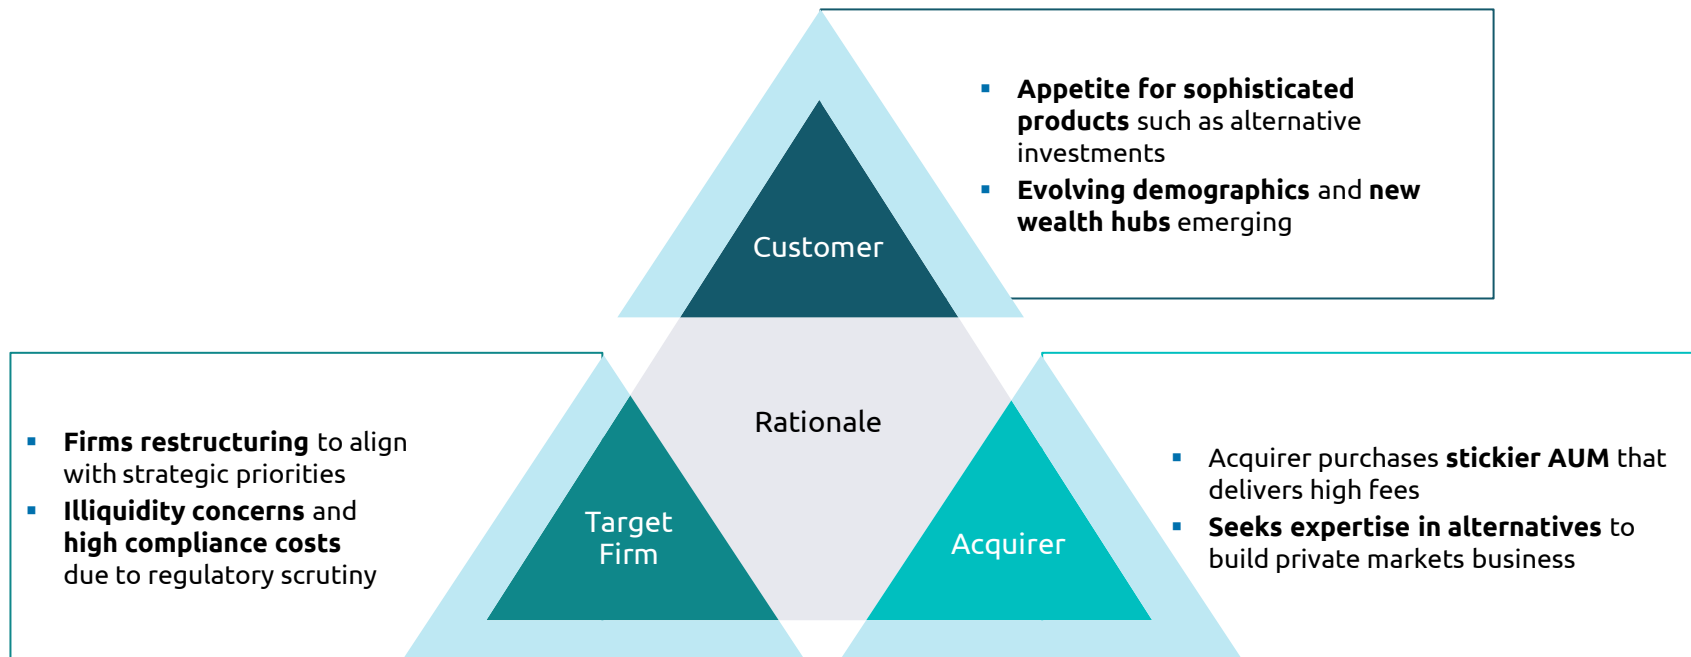 ▪ Appetite for sophisticated
products such as alternative
investments
▪ Evolving demographics and new
wealth hubs emerging
Customer
Rationale
▪ Firms restructuring to align
with strategic priorities
▪ Illiquidity concerns and
high compliance costs
due to regulatory scrutiny
Target
Firm
Acquirer
▪ Acquirer purchases stickier AUM that
delivers high fees
▪ Seeks expertise in alternatives to
build private markets business